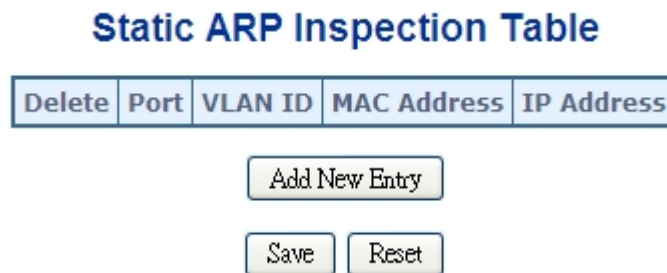 Static ARP Inspection Table
Delete Port VLAN ID MAC Address IP Address
Add New Entry
Save Reset